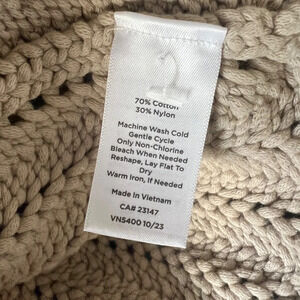 70% Cotton
30% Nylon
Machine Wash Cold
Gentle Cycle
Only Non-Chlorine
Bleach When Needed
Reshape, Lay Flat To
Dry
Warm Iron, If Needed
Made In Vietnam
CA# 23147
VN5400 10/23